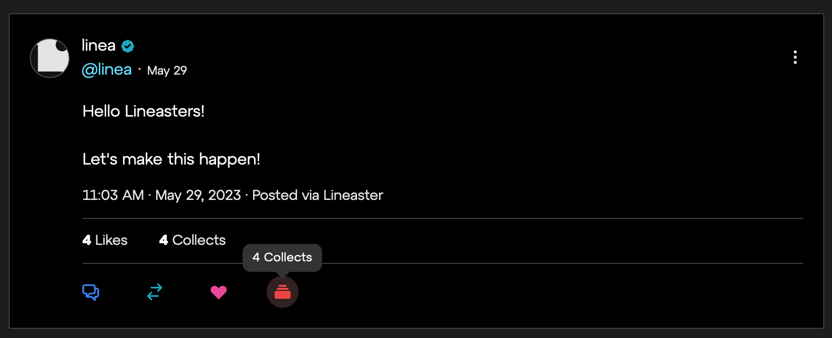 linea
@linea · May 29
Hello Lineasters!
Let's make this happen!
11:03 AM · May 29, 2023 · Posted via Lineaster
4 Likes 4 Collects
4 Collects